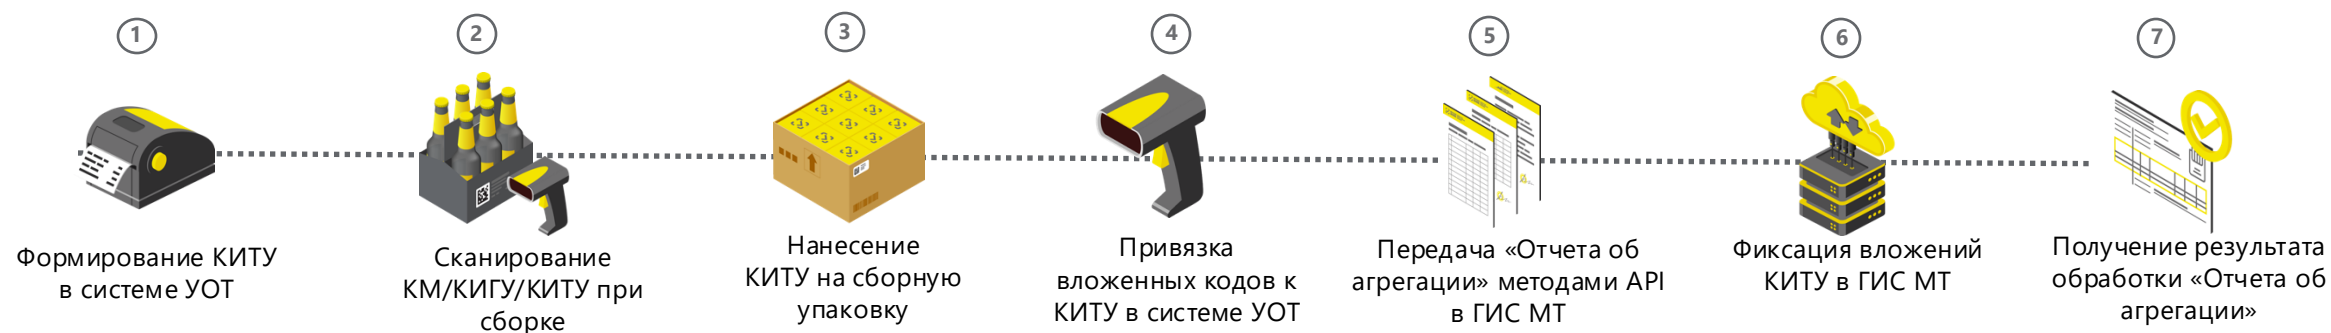 1
Формирование КИТУ
в системе УОТ
2
Сканирование
КМ/КИГУ/КИТУ при
сборке
3
Нанесение
КИТУ на сборную
упаковку
4
Привязка
вложенных кодов к
КИТУ в системе УОТ
5
Передача «Отчета об
агрегации» методами API
в ГИС МТ
6
Фиксация вложений
КИТУ в ГИС МТ
7
Получение результата
обработки «Отчета об
агрегации»